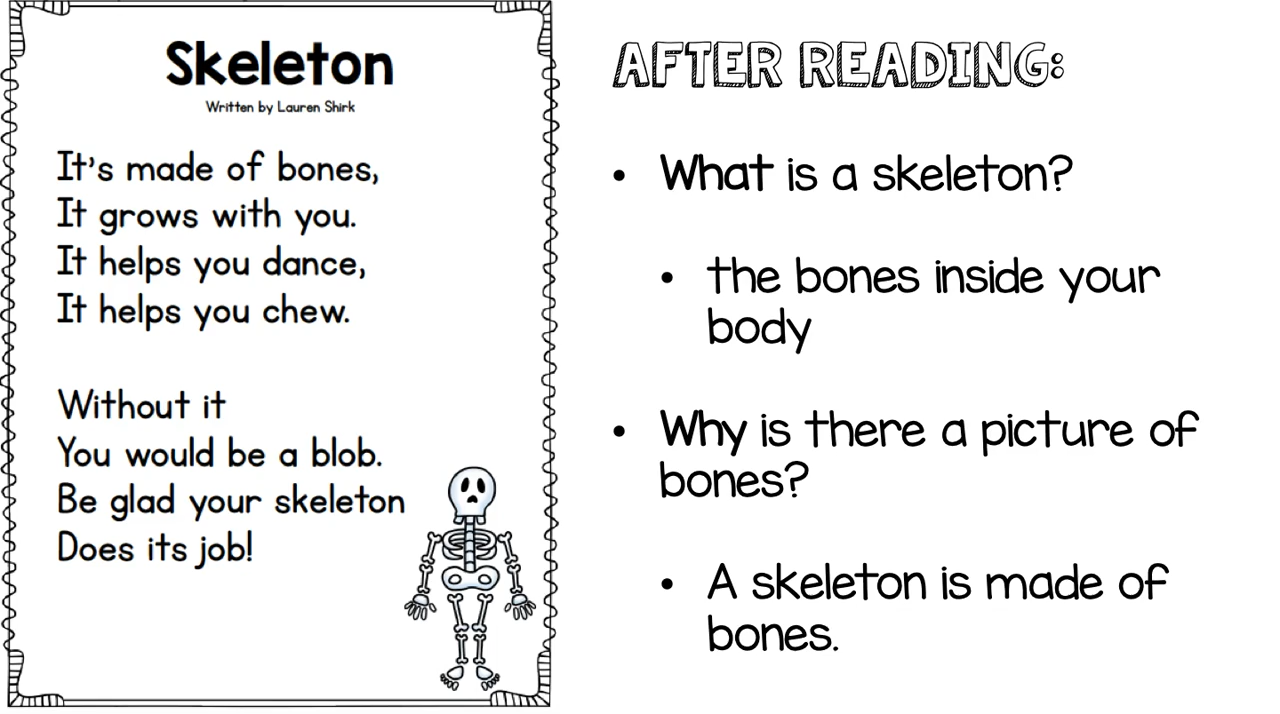 Skeleton
Written by Lauren Shirk
It's made of bones,
It grows with you.
It helps you dance,
It helps you chew.
Without it
You would be a blob.
Be glad your skeleton
Does its job!
AFTER READING:
• What is a skeleton?
• the bones inside your
body
• Why is there a picture of
bones?
• A skeleton is made of
bones.